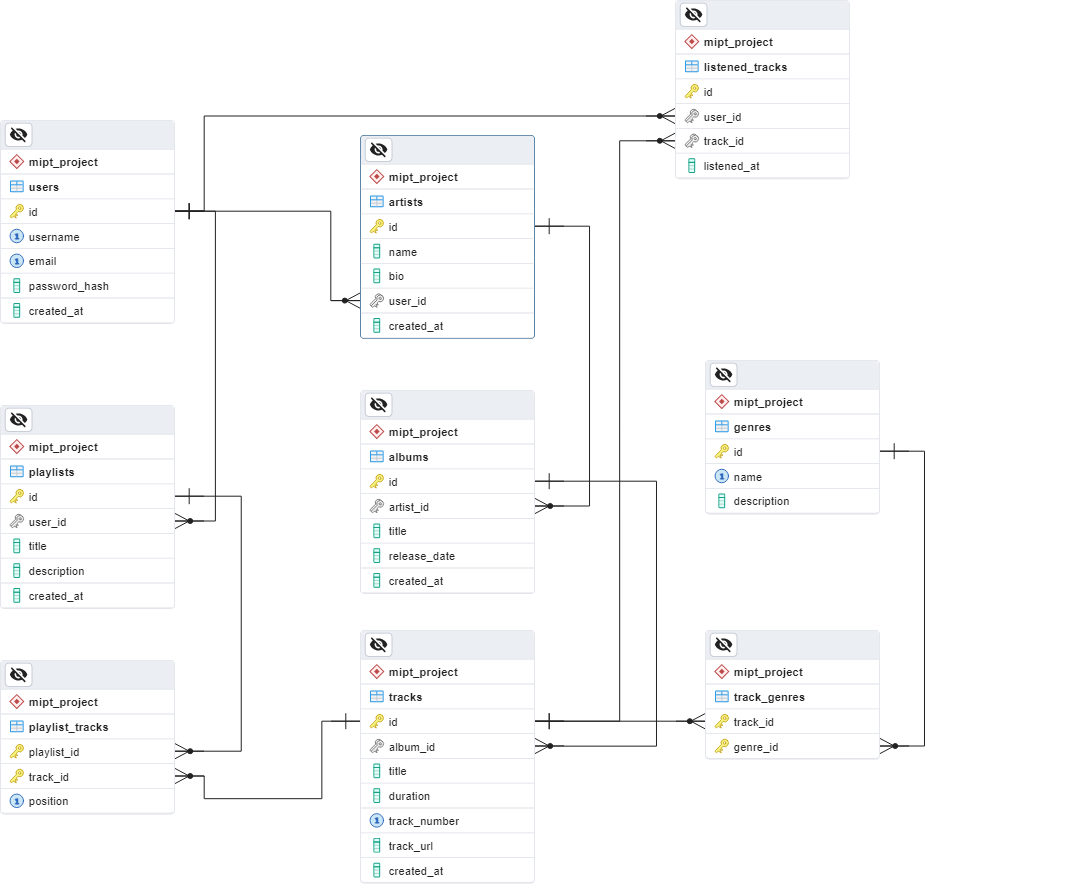 mipt_project
listened_tracks
id
user_id
track_id
listened_at
mipt_project
users
id
username
email
password_hash
created_at
mipt_project
artists
id
name
bio
user_id
created_at
mipt_project
playlists
id
user_id
title
description
created_at
mipt_project
albums
id
artist_id
title
release_date
created_at
mipt_project
genres
id
name
description
mipt_project
playlist_tracks
playlist_id
track_id
position
mipt_project
tracks
id
album_id
title
duration
track_number
track_url
created_at
mipt_project
track_genres
track_id
genre_id